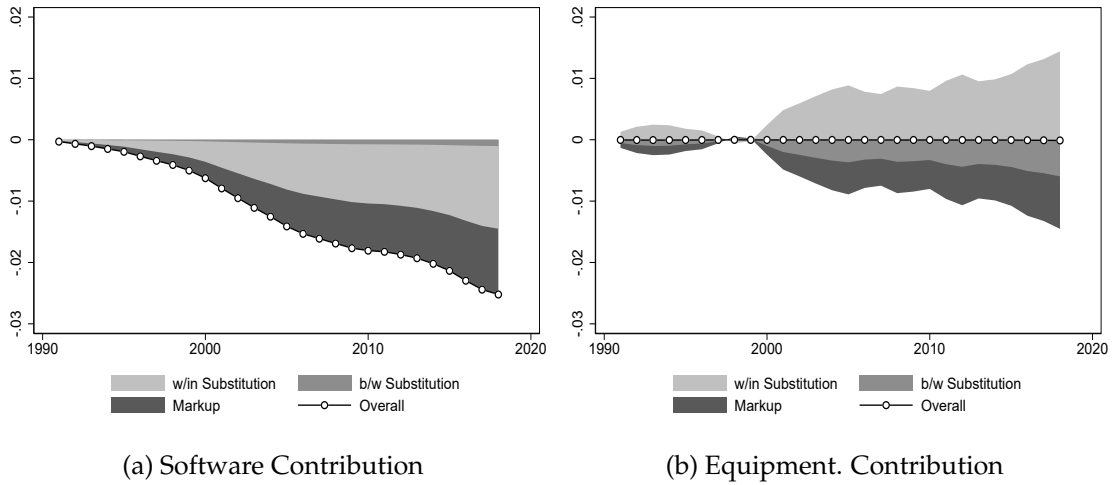 .02
.01
0
-.01
-.02
-.03
1990 2000 2010 2020
w/in Substitution b/w Substitution
Markup Overall
(a) Software Contribution
.02
.01
0
-.01
-.02
-.03
1990 2000 2010 2020
w/in Substitution b/w Substitution
Markup Overall
(b) Equipment. Contribution